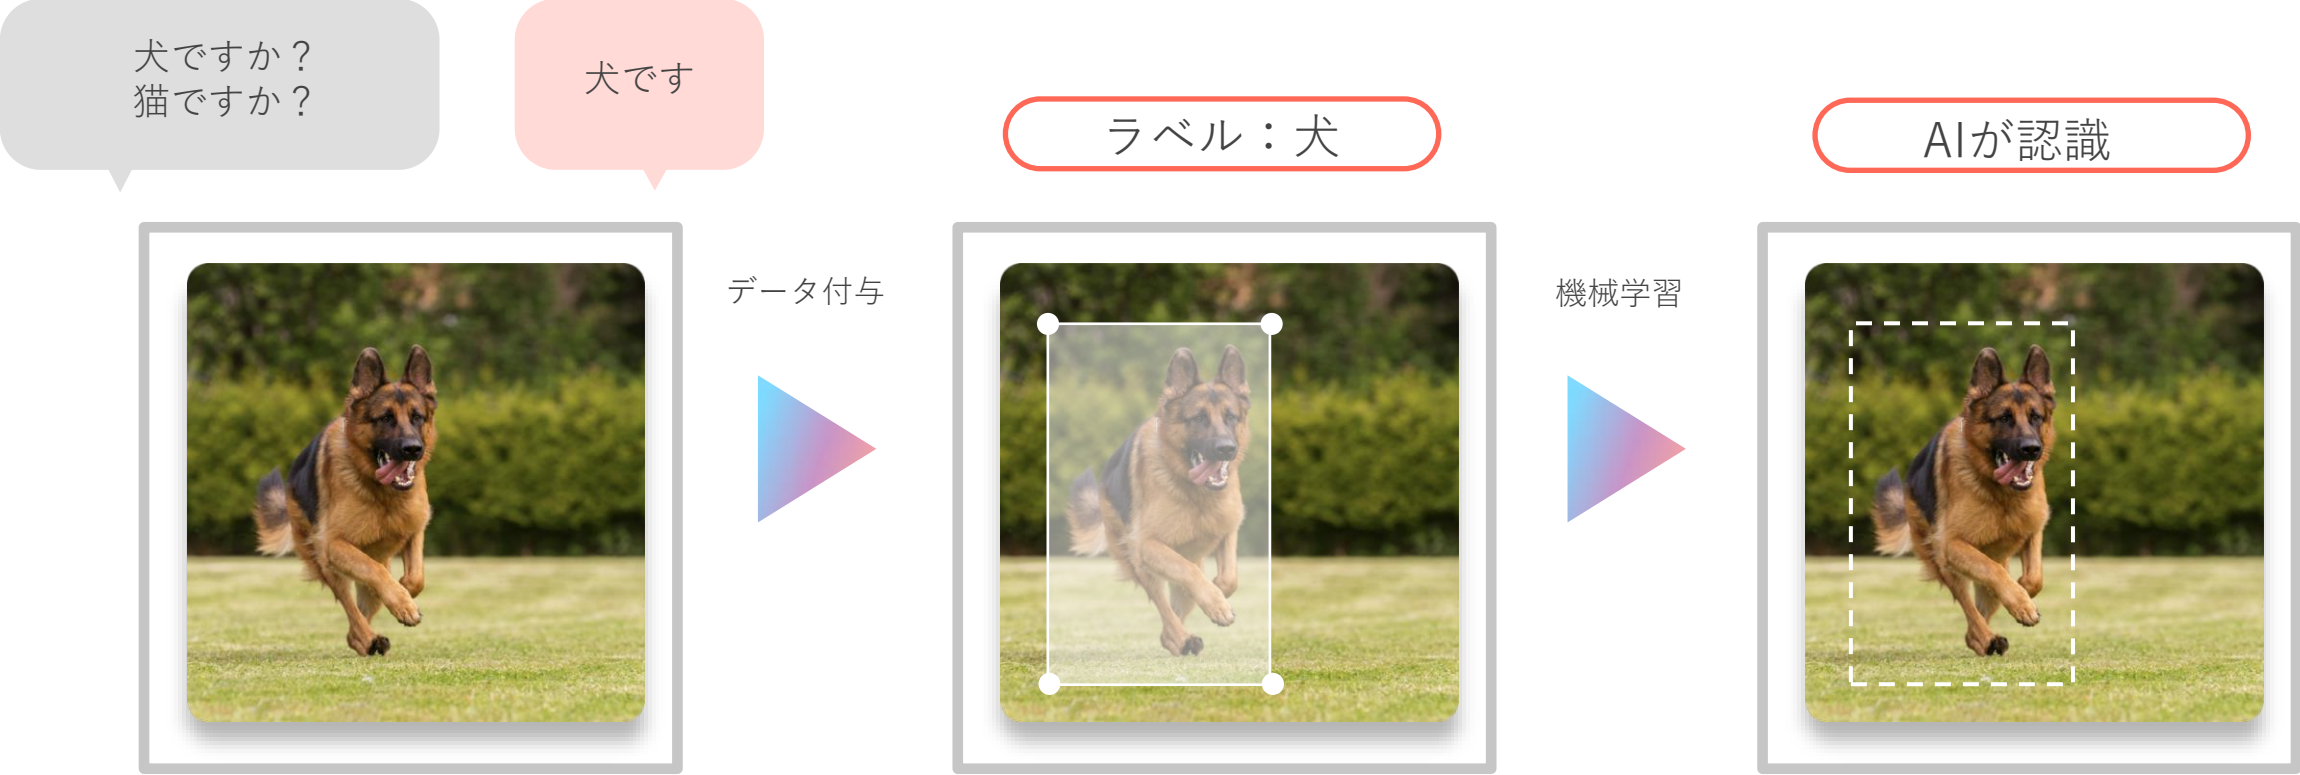 犬ですか？
猫ですか？
犬です
ラベル：犬
AIが認識
データ付与
機械学習